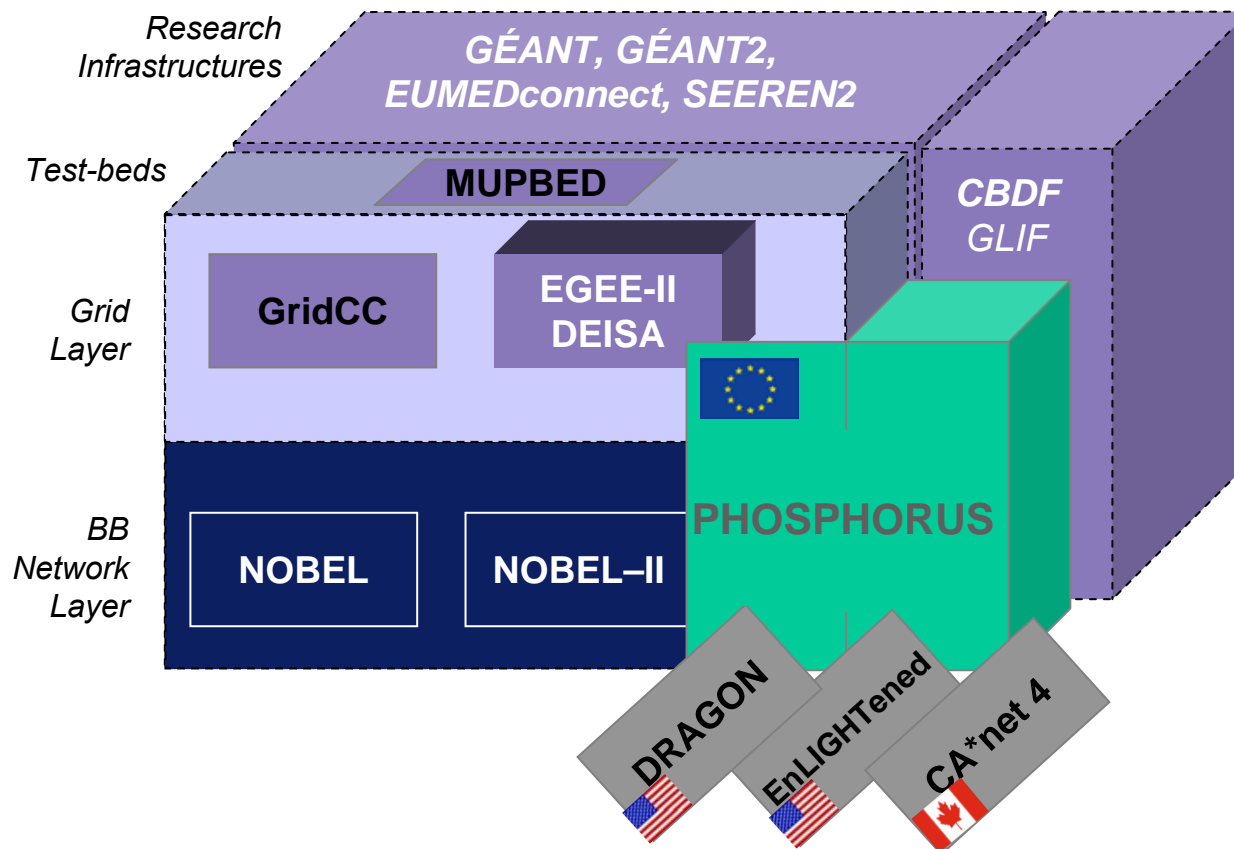 Research
Infrastructures
GÉANT, GÉANT2,
EUMEDconnect, SEEREN2
Test-beds
MUPBED
CBDF
GLIF
Grid
Layer
GridCC
EGEE-II
DEISA
PHOSPHORUS
BB
Network
Layer
NOBEL
NOBEL–II
DRAGON
EnLIGHTened
CA*net 4